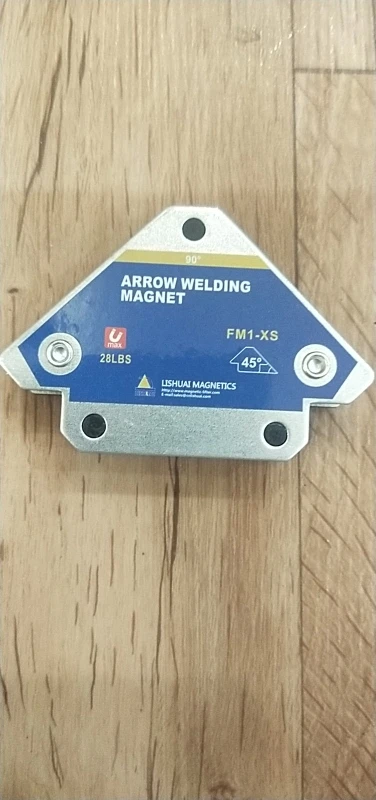 90°
ARROW WELDING
MAGNET
U
max.
FM1-XS
28LBS
45°
LISHUAI MAGNETICS